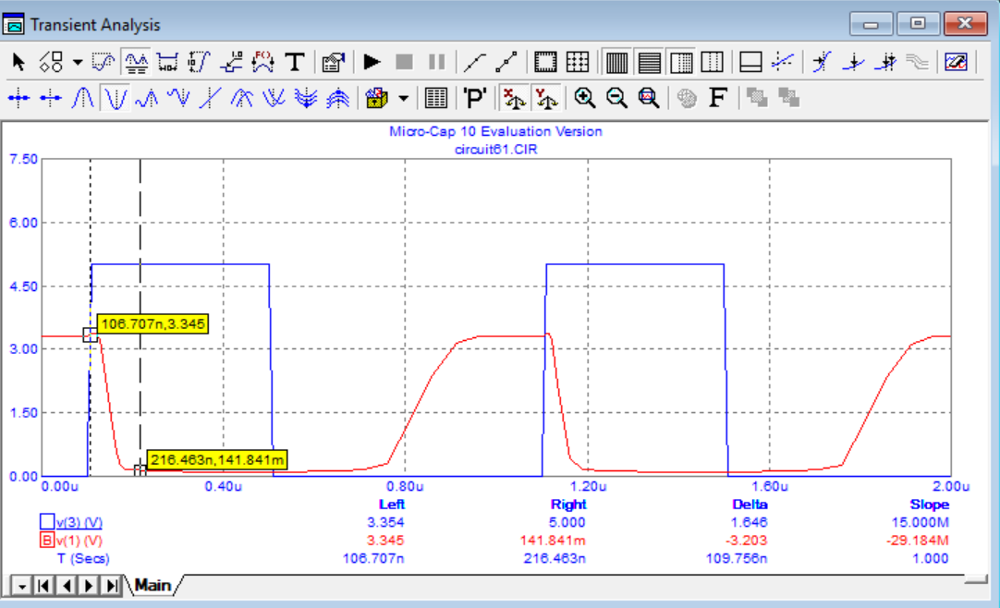 Transient Analysis
T
'P' F
Micro-Cap 10 Evaluation Version
circuit61.CIR
7.50
6.00
4.50
106.707n,3.345
3.00
1.50
216.463n,141.841m
0.00
0.00u 0.40u 0.80u 1.20u 1.60u 2.00u
Left Right Delta Slope
v(3) (V) 3.354 5.000 1.646 15.000M
B v(1) (V) 3.345 141.841m -3.203 -29.184M
T (Secs) 106.707n 216.463n 109.756n 1.000
Main